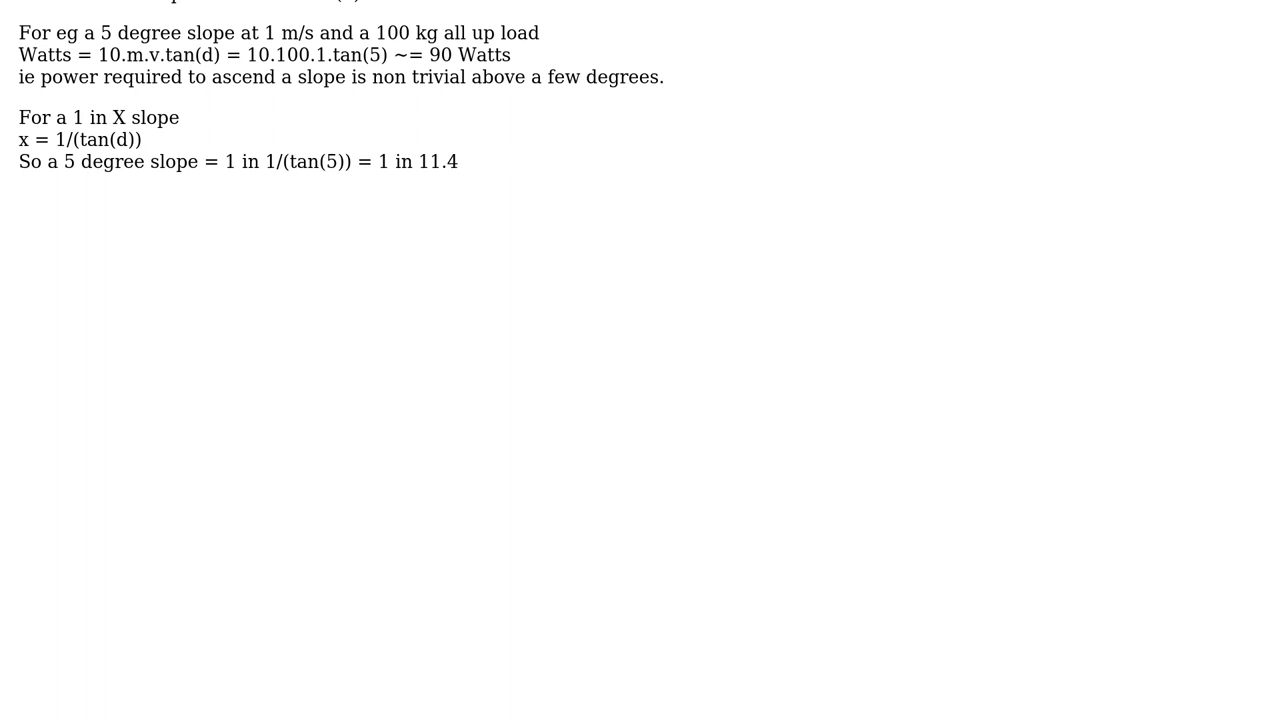 For eg a 5 degree slope at 1 m/s and a 100 kg all up load
Watts = 10.m.v.tan(d) = 10.100.1.tan(5) ~= 90 Watts
ie power required to ascend a slope is non trivial above a few degrees.
For a 1 in X slope
x = 1/(tan(d))
So a 5 degree slope = 1 in 1/(tan(5)) = 1 in 11.4